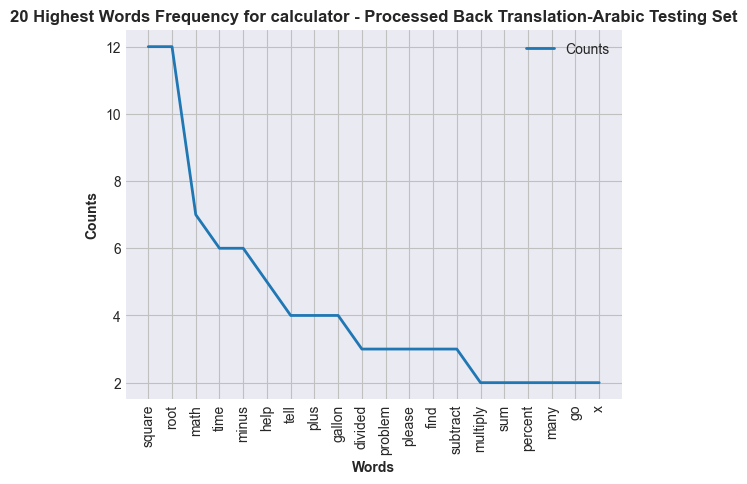 20 Highest Words Frequency for calculator - Processed Back Translation-Arabic Testing Set
Counts
12
10
8
6
4
2
Counts
square
root
math
time
minus
help
tell
plus
gallon
divided
problem
please
find
subtract
multiply
sum
percent
many
go
x
Words